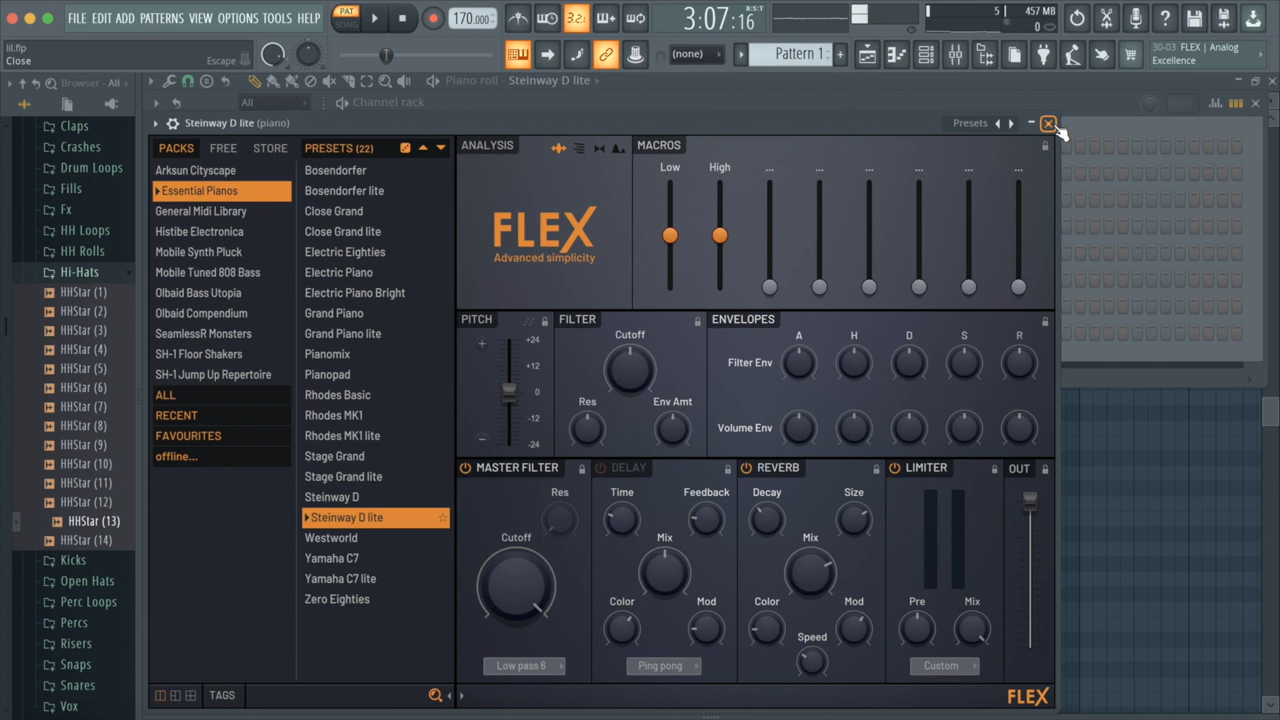 FILE EDIT ADD PATTERNS VIEW OPTIONS TOOLS HELP
PAT
SONG
170.000
3:07:16
B:S:T
5
457 MB
0
lil.flp
Close
Escape
(none)
Pattern 1
30-03 FLEX | Analog
Excellence
Browser - All
Piano roll - Steinway D lite
All
Channel rack
Claps
Crashes
Drum Loops
Fills
Fx
HH Loops
HH Rolls
Hi-Hats
HHStar (1)
HHStar (2)
HHStar (3)
HHStar (4)
HHStar (5)
HHStar (6)
HHStar (7)
HHStar (8)
HHStar (9)
HHStar (10)
HHStar (11)
HHStar (12)
HHStar (13)
HHStar (14)
Kicks
Open Hats
Perc Loops
Percs
Risers
Snaps
Snares
Vox
Steinway D lite (piano)
Presets
PACKS FREE STORE
Arksun Cityscape
Essential Pianos
General Midi Library
Histibe Electronica
Mobile Synth Pluck
Mobile Tuned 808 Bass
Olbaid Bass Utopia
Olbaid Compendium
SeamlessR Monsters
SH-1 Floor Shakers
SH-1 Jump Up Repertoire
ALL
RECENT
FAVOURITES
offline...
TAGS
PRESETS (22)
Bosendorfer
Bosendorfer lite
Close Grand
Close Grand lite
Electric Eighties
Electric Piano
Electric Piano Bright
Grand Piano
Grand Piano lite
Pianomix
Pianopad
Rhodes Basic
Rhodes MK1
Rhodes MK1 lite
Stage Grand
Stage Grand lite
Steinway D
Steinway D lite
Westworld
Yamaha C7
Yamaha C7 lite
Zero Eighties
ANALYSIS
FLEX
Advanced simplicity
MACROS
Low High ... ... ... ... ... ...
PITCH
+24
+12
0
-12
-24
FILTER
Cutoff
Res
Env Amt
ENVELOPES
A H D S R
Filter Env
Volume Env
MASTER FILTER
Res
Cutoff
Low pass 6
DELAY
Time
Feedback
Mix
Color
Mod
Ping pong
REVERB
Decay
Size
Mix
Color
Mod
Speed
LIMITER
Pre
Mix
Custom
OUT
FLEX